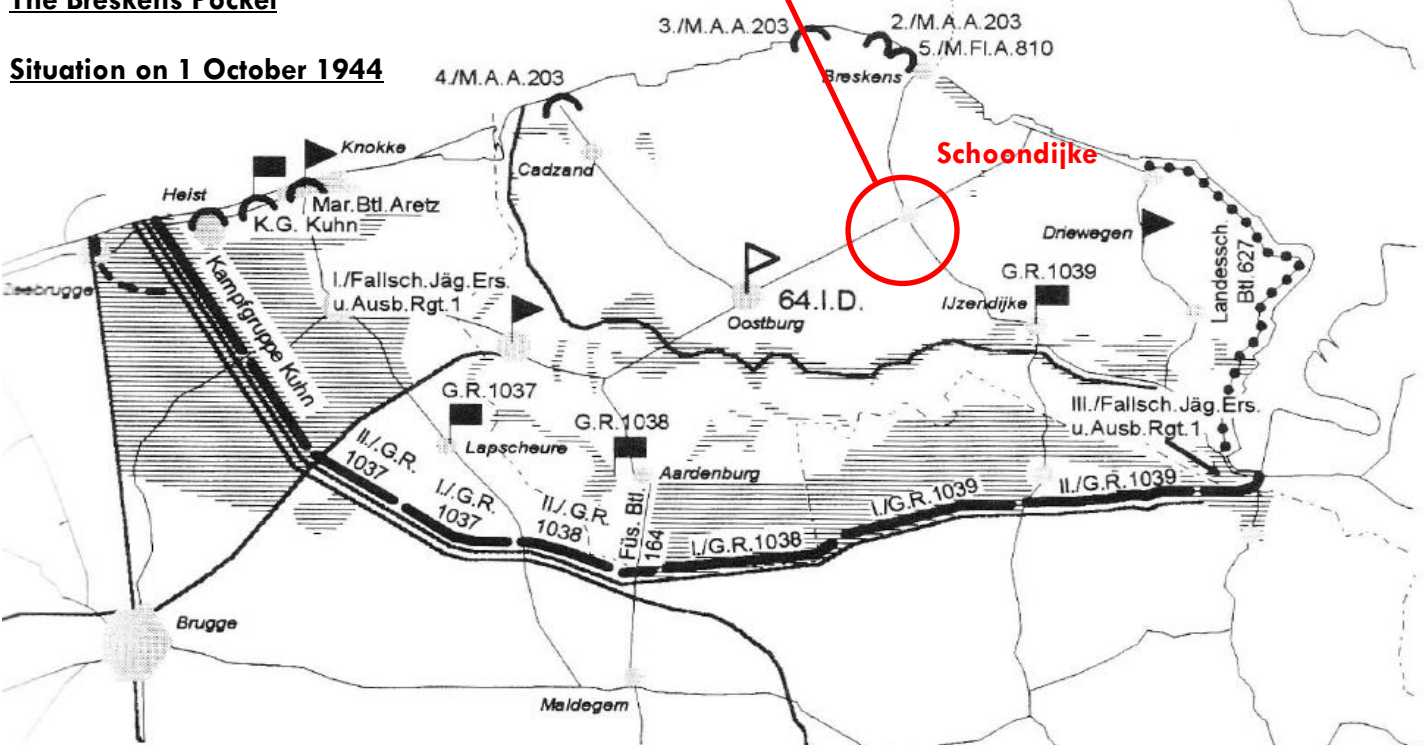 The Breskens Pocket
Situation on 1 October 1944
3./M.A.A.203
2./M.A.A.203
5./M.Fl.A.810
Breskens
4./M.A.A.203
Knokke
Cadzand
Schoondijke
Heist
Mar.Btl.Aretz
K.G. Kuhn
Driewegen
Landessch.
Btl.627
Zeebrugge
Kampfgruppe Kuhn
I./Fallsch.Jäg.Ers.
u.Ausb.Rgt.1
64.I.D.
Oostburg
G.R.1039
IJzendijke
G.R.1037
Lapscheure
G.R.1038
Aardenburg
III./Fallsch.Jäg.Ers.
u.Ausb.Rgt.1
II./.G.R.
1037
I./.G.R.
1037
II./.G.R.
1038
Füs. Btl.
164
I./G.R.1038
I./G.R.1039
II./G.R.1039
Brugge
Maldegem